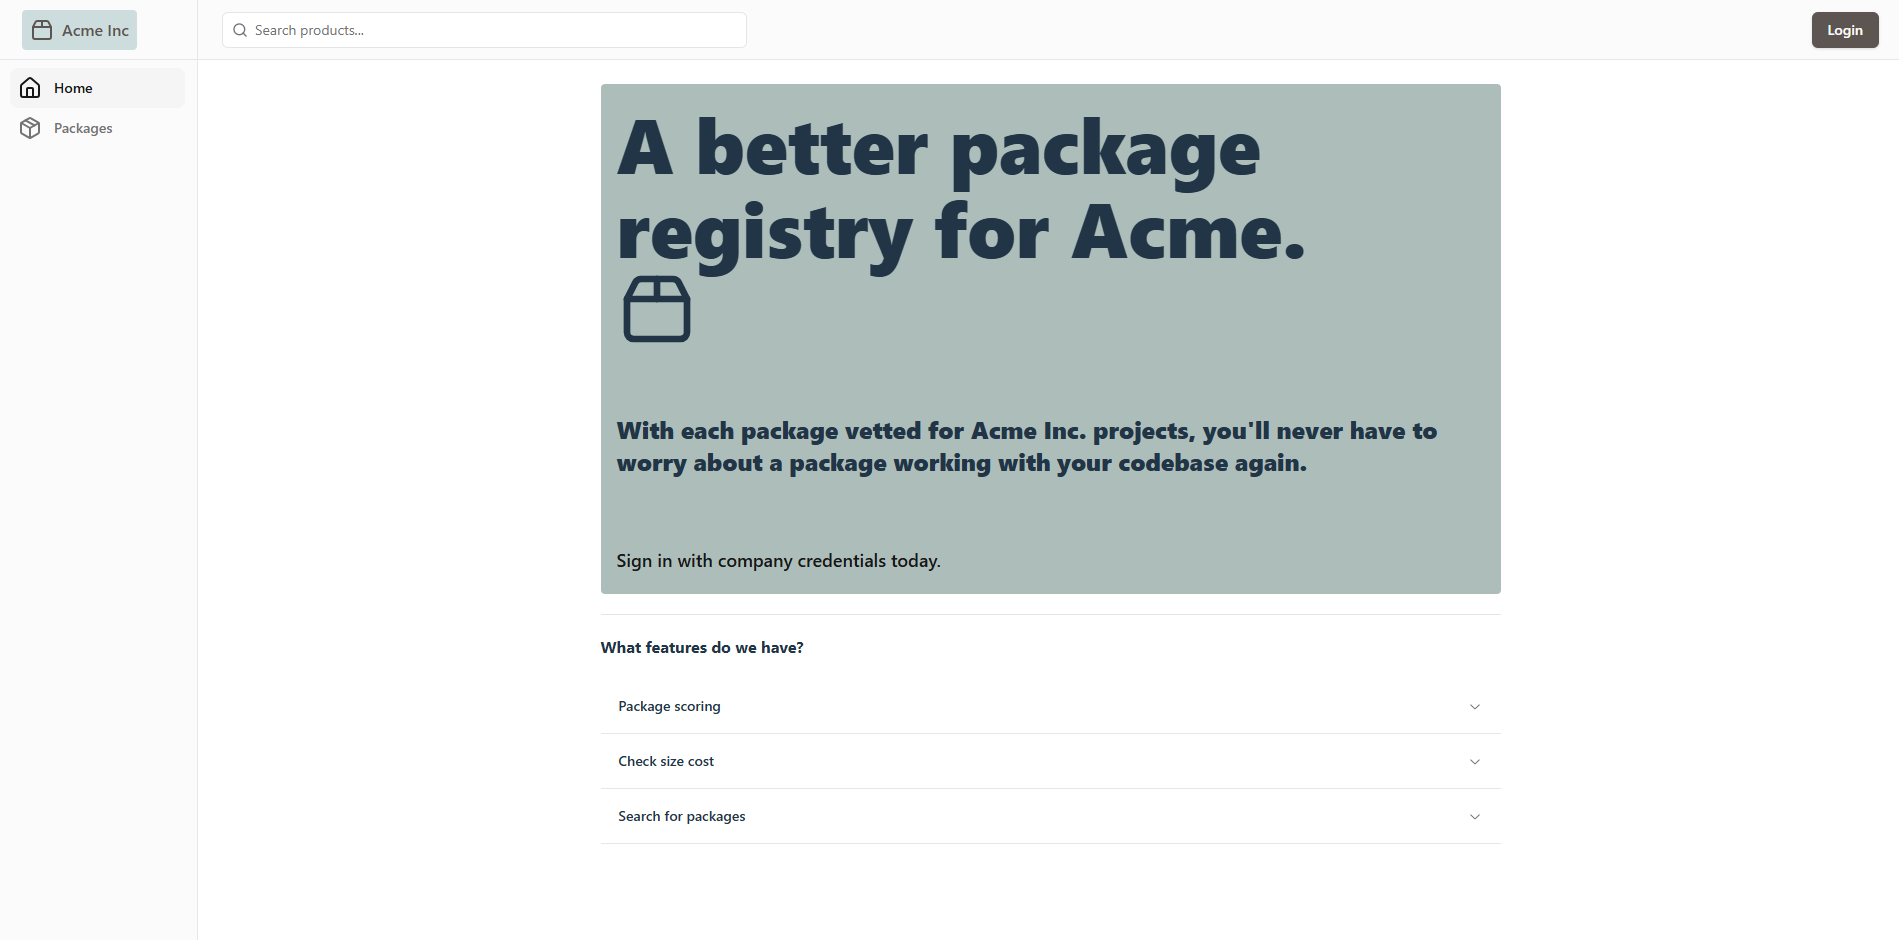 Acme Inc
Search products...
Login
Home
Packages
A better package
registry for Acme.
With each package vetted for Acme Inc. projects, you'll never have to
worry about a package working with your codebase again.
Sign in with company credentials today.
What features do we have?
Package scoring
Check size cost
Search for packages